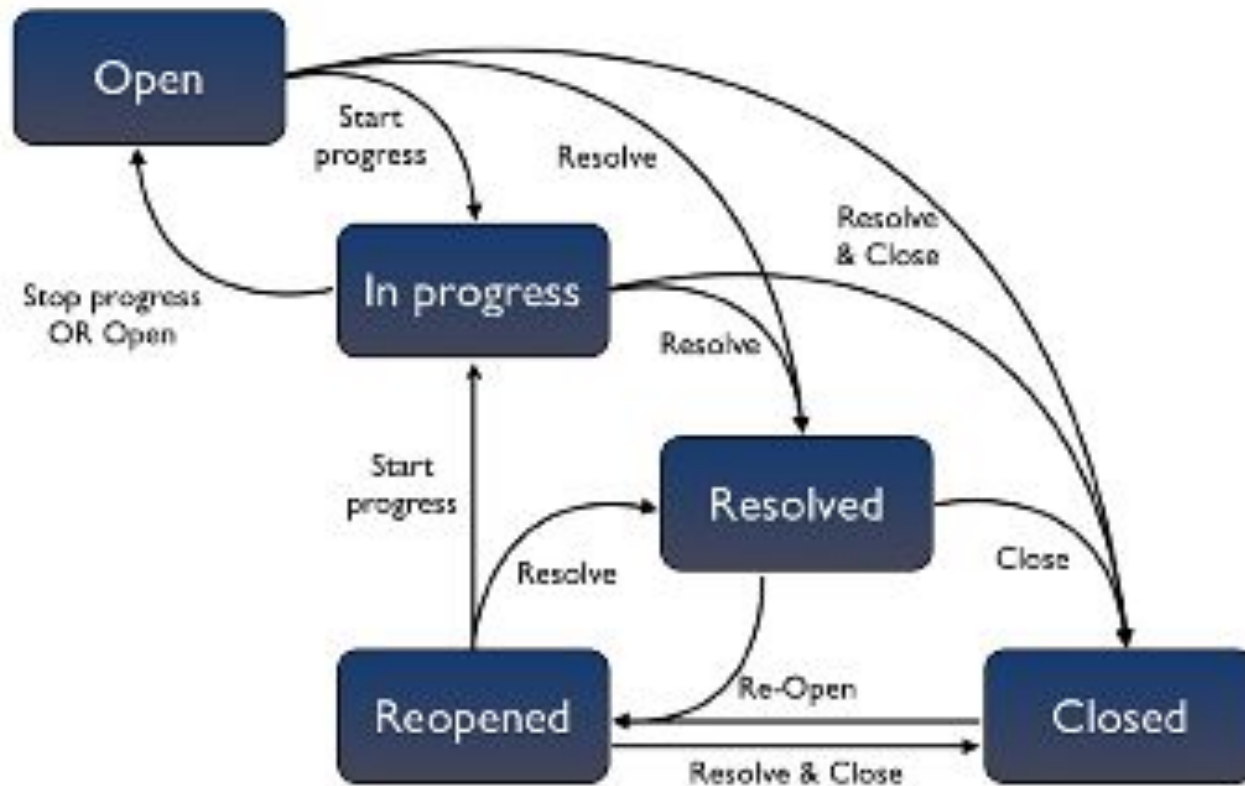 Open
Start
progress
Resolve
Resolve
& Close
In progress
Stop progress
OR Open
Resolve
Start
progress
Resolved
Resolve
Close
Re-Open
Reopened
Closed
Resolve & Close